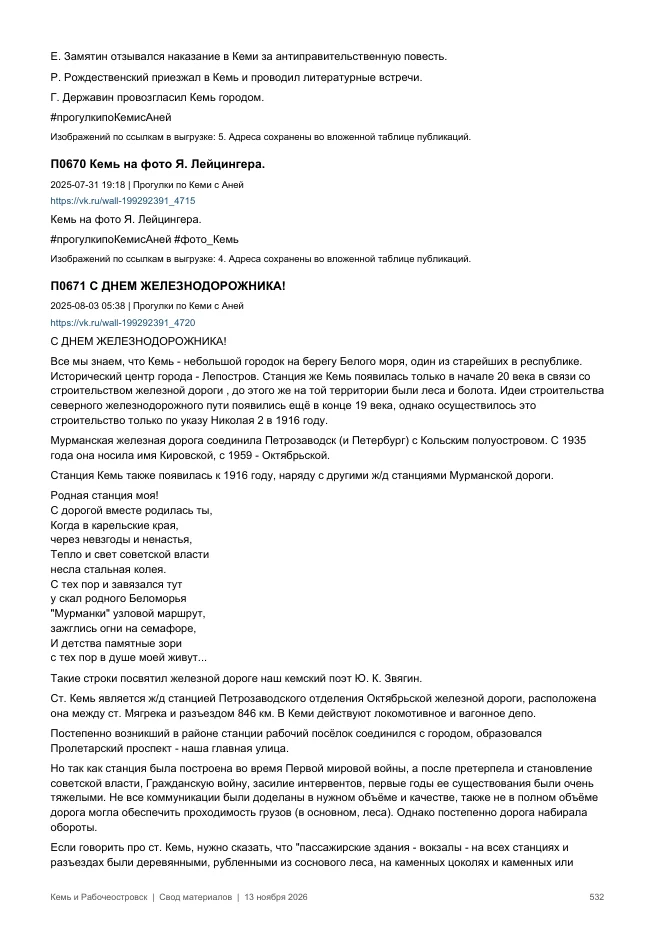 Е. Замятин отзывался наказание в Кеми за антиправительственную повесть.
Р. Рождественский приезжал в Кемь и проводил литературные встречи.
Г. Державин провозгласил Кемь городом.
#прогулкипоКемисАней
Изображений по ссылкам в выгрузке: 5. Адреса сохранены во вложенной таблице публикаций.
П0670 Кемь на фото Я. Лейцингера.
2025-07-31 19:18 | Прогулки по Кеми с Аней
https://vk.ru/wall-199292391_4715
Кемь на фото Я. Лейцингера.
#прогулкипоКемисАней #фото_Кемь
Изображений по ссылкам в выгрузке: 4. Адреса сохранены во вложенной таблице публикаций.
П0671 С ДНЕМ ЖЕЛЕЗНОДОРОЖНИКА!
2025-08-03 05:38 | Прогулки по Кеми с Аней
https://vk.ru/wall-199292391_4720
С ДНЕМ ЖЕЛЕЗНОДОРОЖНИКА!
Все мы знаем, что Кемь - небольшой городок на берегу Белого моря, один из старейших в республике.
Исторический центр города - Лепостров. Станция же Кемь появилась только в начале 20 века в связи со
строительством железной дороги , до этого же на той территории были леса и болота. Идеи строительства
северного железнодорожного пути появились ещё в конце 19 века, однако осуществилось это
строительство только по указу Николая 2 в 1916 году.
Мурманская железная дорога соединила Петрозаводск (и Петербург) с Кольским полуостровом. С 1935
года она носила имя Кировской, с 1959 - Октябрьской.
Станция Кемь также появилась к 1916 году, наряду с другими ж/д станциями Мурманской дороги.
Родная станция моя!
С дорогой вместе родилась ты,
Когда в карельские края,
через невзгоды и ненастья,
Тепло и свет советской власти
несла стальная колея.
С тех пор и завязался тут
у скал родного Беломорья
"Мурманки" узловой маршрут,
зажглись огни на семафоре,
И детства памятные зори
с тех пор в душе моей живут...
Такие строки посвятил железной дороге наш кемский поэт Ю. К. Звягин.
Ст. Кемь является ж/д станцией Петрозаводского отделения Октябрьской железной дороги, расположена
она между ст. Мягрека и разъездом 846 км. В Кеми действуют локомотивное и вагонное депо.
Постепенно возникший в районе станции рабочий посёлок соединился с городом, образовался
Пролетарский проспект - наша главная улица.
Но так как станция была построена во время Первой мировой войны, а после претерпела и становление
советской власти, Гражданскую войну, засилие интервентов, первые годы ее существования были очень
тяжелыми. Не все коммуникации были доделаны в нужном объёме и качестве, также не в полном объёме
дорога могла обеспечить проходимость грузов (в основном, леса). Однако постепенно дорога набирала
обороты.
Если говорить про ст. Кемь, нужно сказать, что "пассажирские здания - вокзалы - на всех станциях и
разъездах были деревянными, рубленными из соснового леса, на каменных цоколях и каменных или
Кемь и Рабочеостровск | Свод материалов | 13 ноября 2026
532